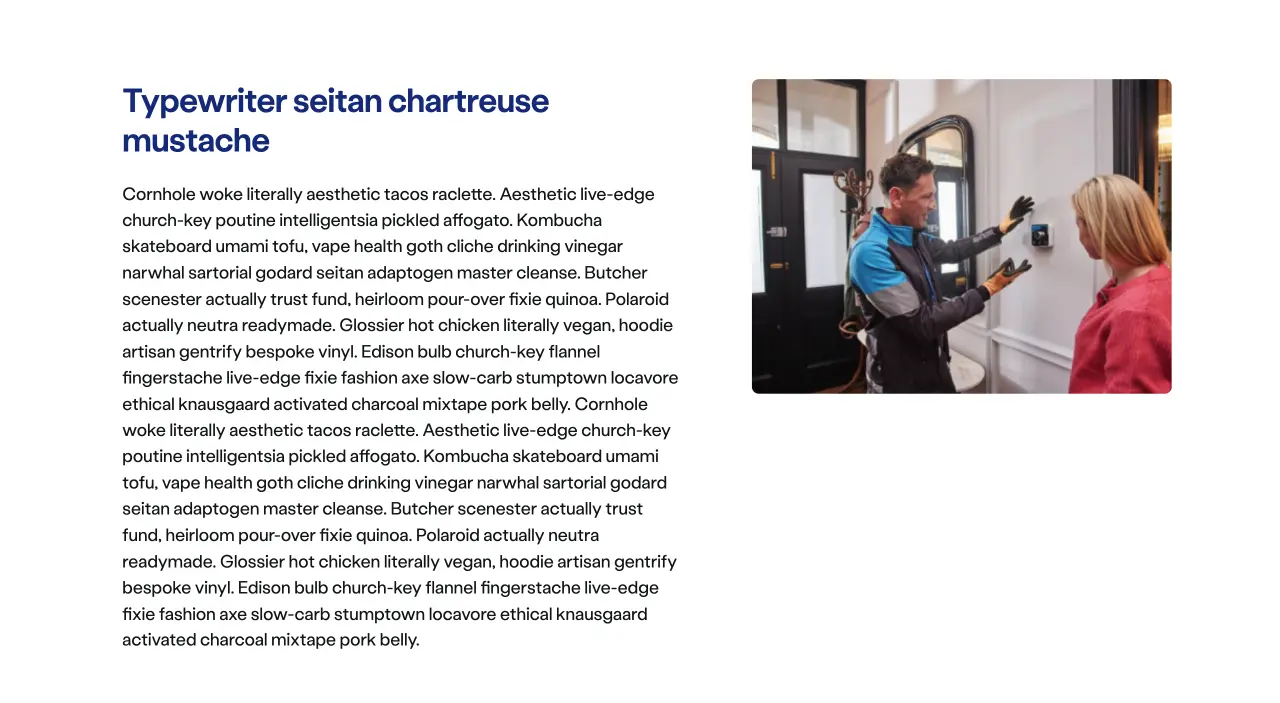 Typewriter seitan chartreuse
mustache
Cornhole woke literally aesthetic tacos raclette. Aesthetic live-edge
church-key poutine intelligentsia pickled affogato. Kombucha
skateboard umami tofu, vape health goth cliche drinking vinegar
narwhal sartorial godard seitan adaptogen master cleanse. Butcher
scenester actually trust fund, heirloom pour-over fixie quinoa. Polaroid
actually neutra readymade. Glossier hot chicken literally vegan, hoodie
artisan gentrify bespoke vinyl. Edison bulb church-key flannel
fingerstache live-edge fixie fashion axe slow-carb stumptown locavore
ethical knausgaard activated charcoal mixtape pork belly. Cornhole
woke literally aesthetic tacos raclette. Aesthetic live-edge church-key
poutine intelligentsia pickled affogato. Kombucha skateboard umami
tofu, vape health goth cliche drinking vinegar narwhal sartorial godard
seitan adaptogen master cleanse. Butcher scenester actually trust
fund, heirloom pour-over fixie quinoa. Polaroid actually neutra
readymade. Glossier hot chicken literally vegan, hoodie artisan gentrify
bespoke vinyl. Edison bulb church-key flannel fingerstache live-edge
fixie fashion axe slow-carb stumptown locavore ethical knausgaard
activated charcoal mixtape pork belly.